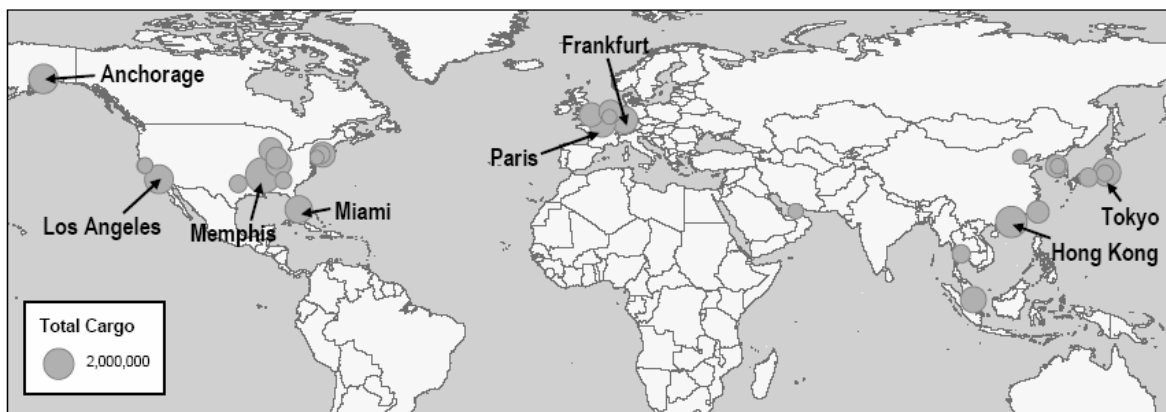 Frankfurt
Anchorage
Paris
Los Angeles
Memphis
Miami
Tokyo
Hong Kong
Total Cargo
2,000,000